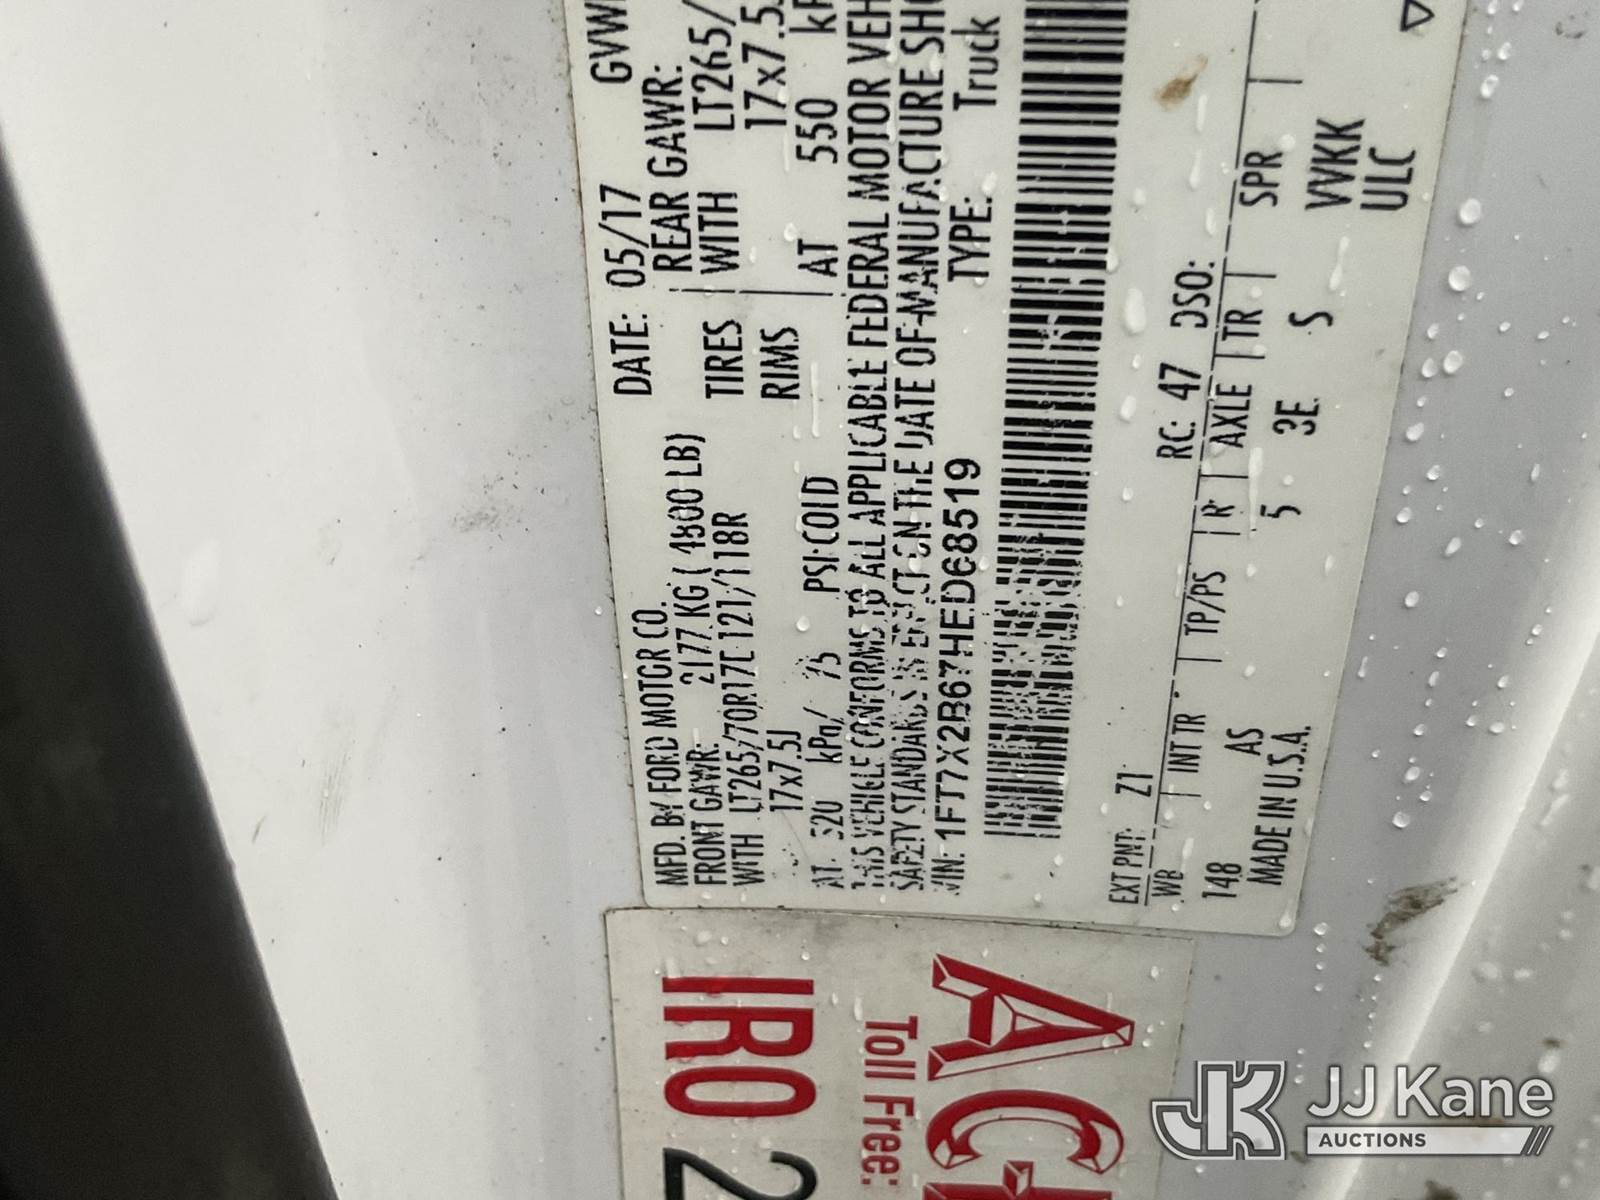 MFD. BY FORD MOTOR CO.
DATE: 05/17 GVW
FRONT GAWR: 2177 KG ( 4800 LB)
REAR GAWR:
WITH LT265/70R17E 121/118R TIRES
WITH LT265/
17x7.5J RIMS
17x7.5
AT 520 kPa/ 75 PSI COLD
AT 550 kP
THIS VEHICLE CONFORMS TO ALL APPLICABLE FEDERAL MOTOR VEH
SAFETY STANDARDS IN EFFECT ON THE DATE OF MANUFACTURE SHO
VIN: 1FT7X2B67HED68519
TYPE: Truck
EXT PNT: Z1 RC: 47 DSO:
WB INT TR TP/PS R AXLE TR SPR
148 AS 5 3E S VVKK
MADE IN U.S.A. ULC
IRO 2
Toll Free:
JJ Kane
AUCTIONS